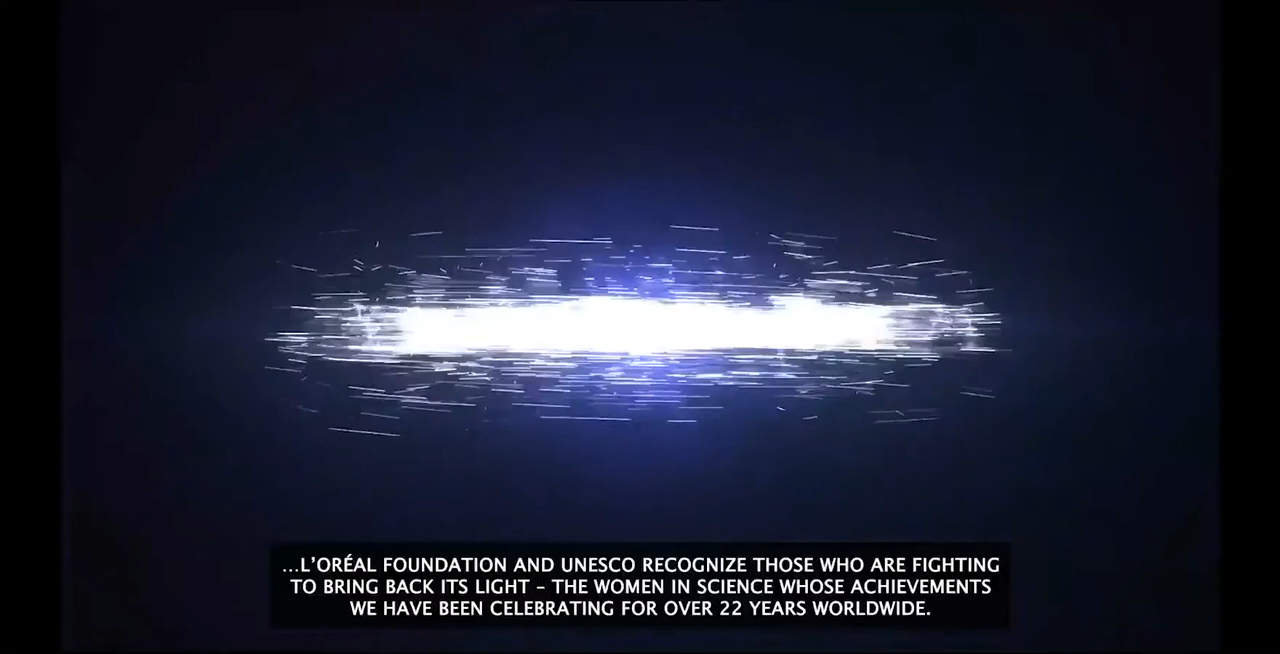 ...L'ORÉAL FOUNDATION AND UNESCO RECOGNIZE THOSE WHO ARE FIGHTING
TO BRING BACK ITS LIGHT – THE WOMEN IN SCIENCE WHOSE ACHIEVEMENTS
WE HAVE BEEN CELEBRATING FOR OVER 22 YEARS WORLDWIDE.